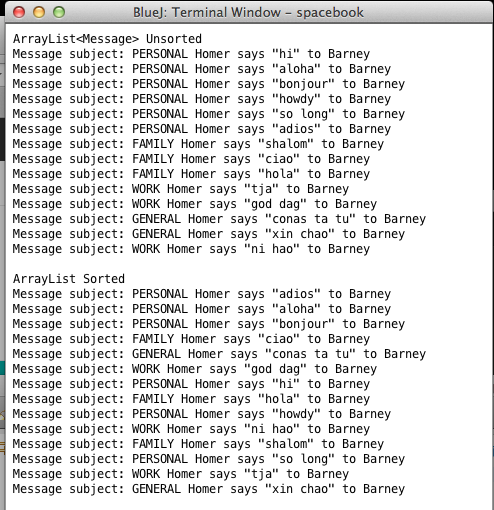 BlueJ: Terminal Window - spacebook
ArrayList<Message> Unsorted
Message subject: PERSONAL Homer says "hi" to Barney
Message subject: PERSONAL Homer says "aloha" to Barney
Message subject: PERSONAL Homer says "bonjour" to Barney
Message subject: PERSONAL Homer says "howdy" to Barney
Message subject: PERSONAL Homer says "so long" to Barney
Message subject: PERSONAL Homer says "adios" to Barney
Message subject: FAMILY Homer says "shalom" to Barney
Message subject: FAMILY Homer says "ciao" to Barney
Message subject: FAMILY Homer says "hola" to Barney
Message subject: WORK Homer says "tja" to Barney
Message subject: WORK Homer says "god dag" to Barney
Message subject: GENERAL Homer says "conas ta tu" to Barney
Message subject: GENERAL Homer says "xin chao" to Barney
Message subject: WORK Homer says "ni hao" to Barney
ArrayList Sorted
Message subject: PERSONAL Homer says "adios" to Barney
Message subject: PERSONAL Homer says "aloha" to Barney
Message subject: PERSONAL Homer says "bonjour" to Barney
Message subject: FAMILY Homer says "ciao" to Barney
Message subject: GENERAL Homer says "conas ta tu" to Barney
Message subject: WORK Homer says "god dag" to Barney
Message subject: PERSONAL Homer says "hi" to Barney
Message subject: FAMILY Homer says "hola" to Barney
Message subject: PERSONAL Homer says "howdy" to Barney
Message subject: WORK Homer says "ni hao" to Barney
Message subject: FAMILY Homer says "shalom" to Barney
Message subject: PERSONAL Homer says "so long" to Barney
Message subject: WORK Homer says "tja" to Barney
Message subject: GENERAL Homer says "xin chao" to Barney